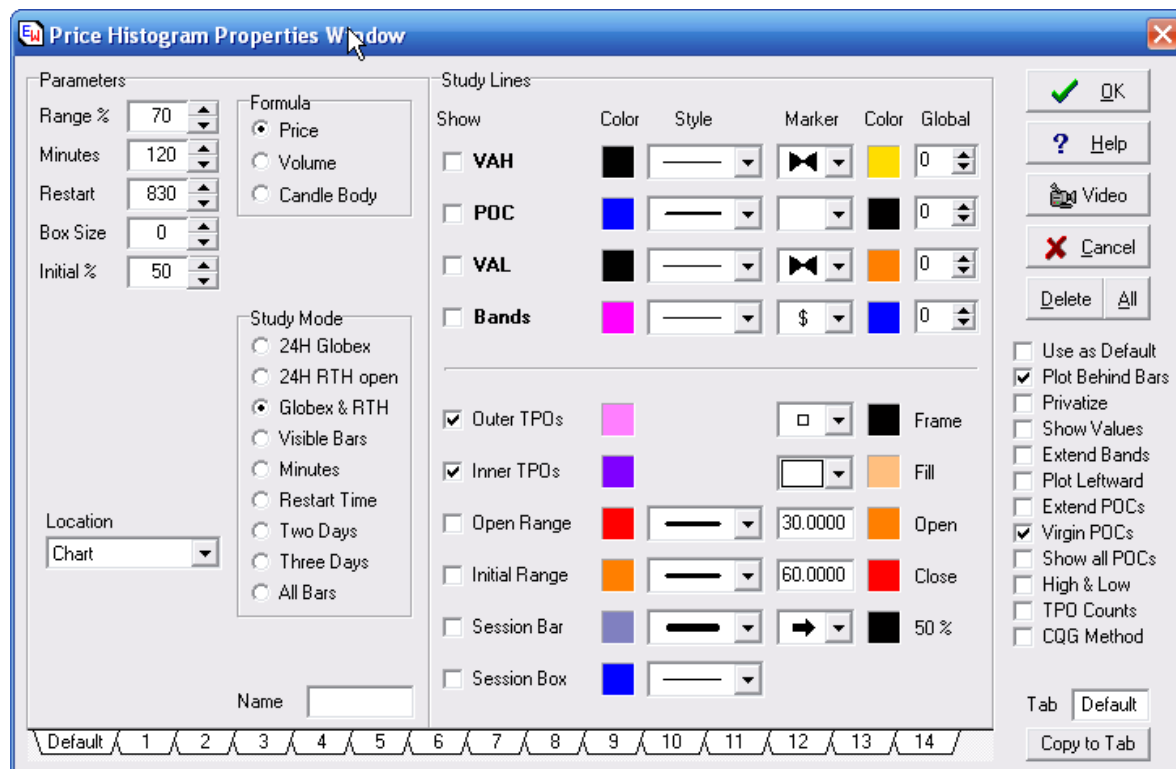 EW Price Histogram Properties Window
Parameters
Range % 70
Minutes 120
Restart 830
Box Size 0
Initial % 50
Formula
Price
Volume
Candle Body
Study Mode
24H Globex
24H RTH open
Globex & RTH
Visible Bars
Minutes
Restart Time
Two Days
Three Days
All Bars
Location
Chart
Name
Study Lines
Show Color Style Marker Color Global
VAH 0
POC 0
VAL 0
Bands $ 0
Outer TPOs Frame
Inner TPOs Fill
Open Range 30.0000 Open
Initial Range 60.0000 Close
Session Bar 50 %
Session Box
OK
? Help
Video
Cancel
Delete All
Use as Default
Plot Behind Bars
Privatize
Show Values
Extend Bands
Plot Leftward
Extend POCs
Virgin POCs
Show all POCs
High & Low
TPO Counts
CQG Method
Tab Default
Copy to Tab
Default 1 2 3 4 5 6 7 8 9 10 11 12 13 14